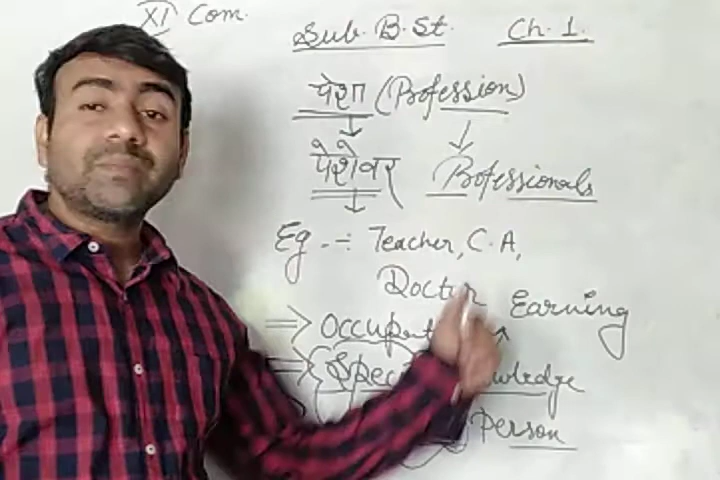 XI Com.
Sub. B.St. Ch. 1.
पेशा (Profession)
पेशेवर Professionals
Eg.-: Teacher, C.A,
Doctor
Earning
Person